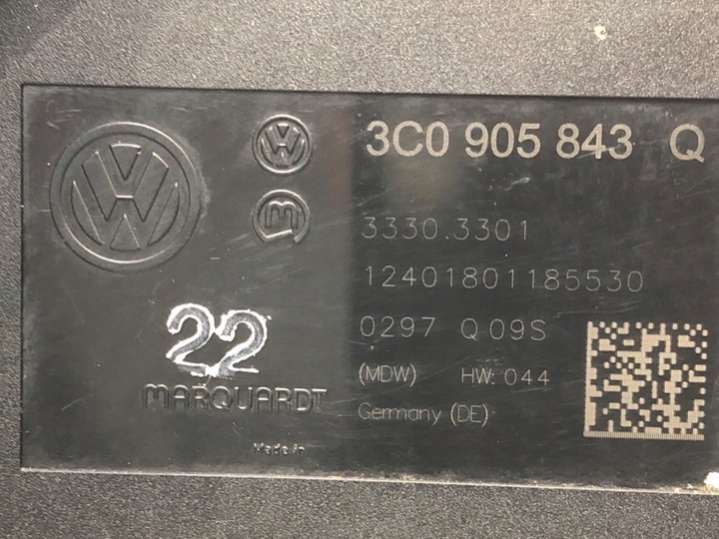 3C0 905 843 Q
3330.3301
12401801185530
0297 Q 09S
(MDW) HW: 044
Germany (DE)
22
MARQUARDT
Made in